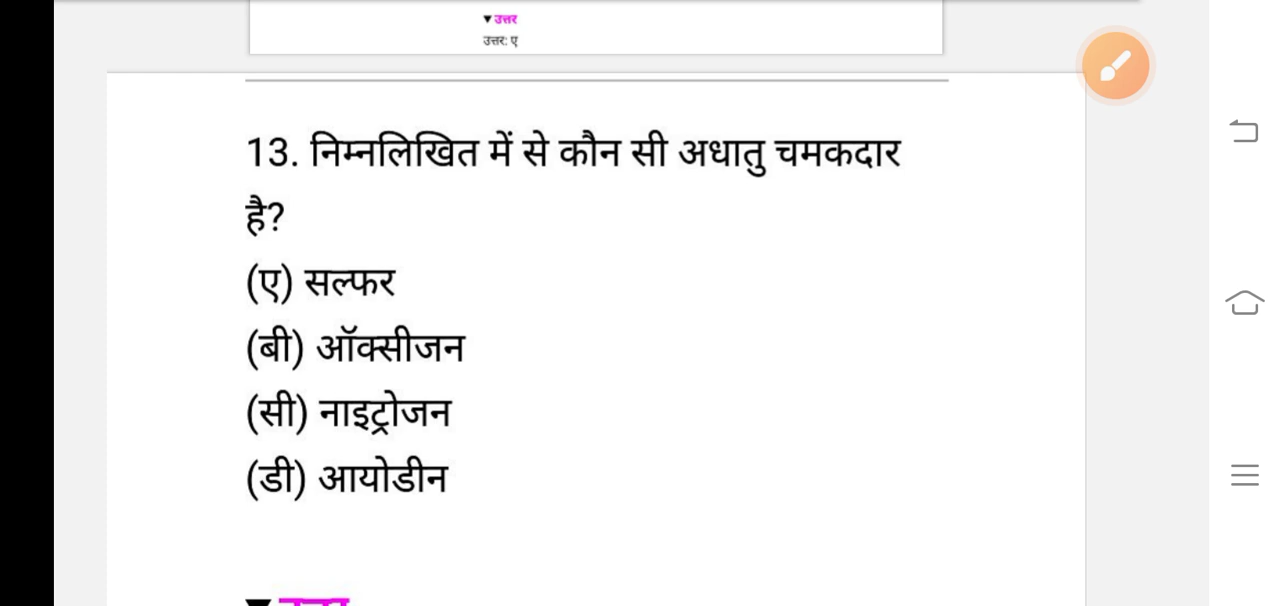 ▼ उत्तर
उत्तर: ए
13. निम्नलिखित में से कौन सी अधातु चमकदार
है?
(ए) सल्फर
(बी) ऑक्सीजन
(सी) नाइट्रोजन
(डी) आयोडीन